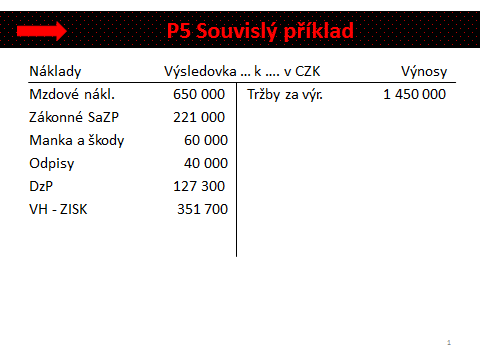 P5 Souvislý příklad
Náklady Výsledovka ... k .... v CZK Výnosy
Mzdové nákl. 650 000 Tržby za výr. 1 450 000
Zákonné SaZP 221 000
Manka a škody 60 000
Odpisy 40 000
DzP 127 300
VH - ZISK 351 700
1